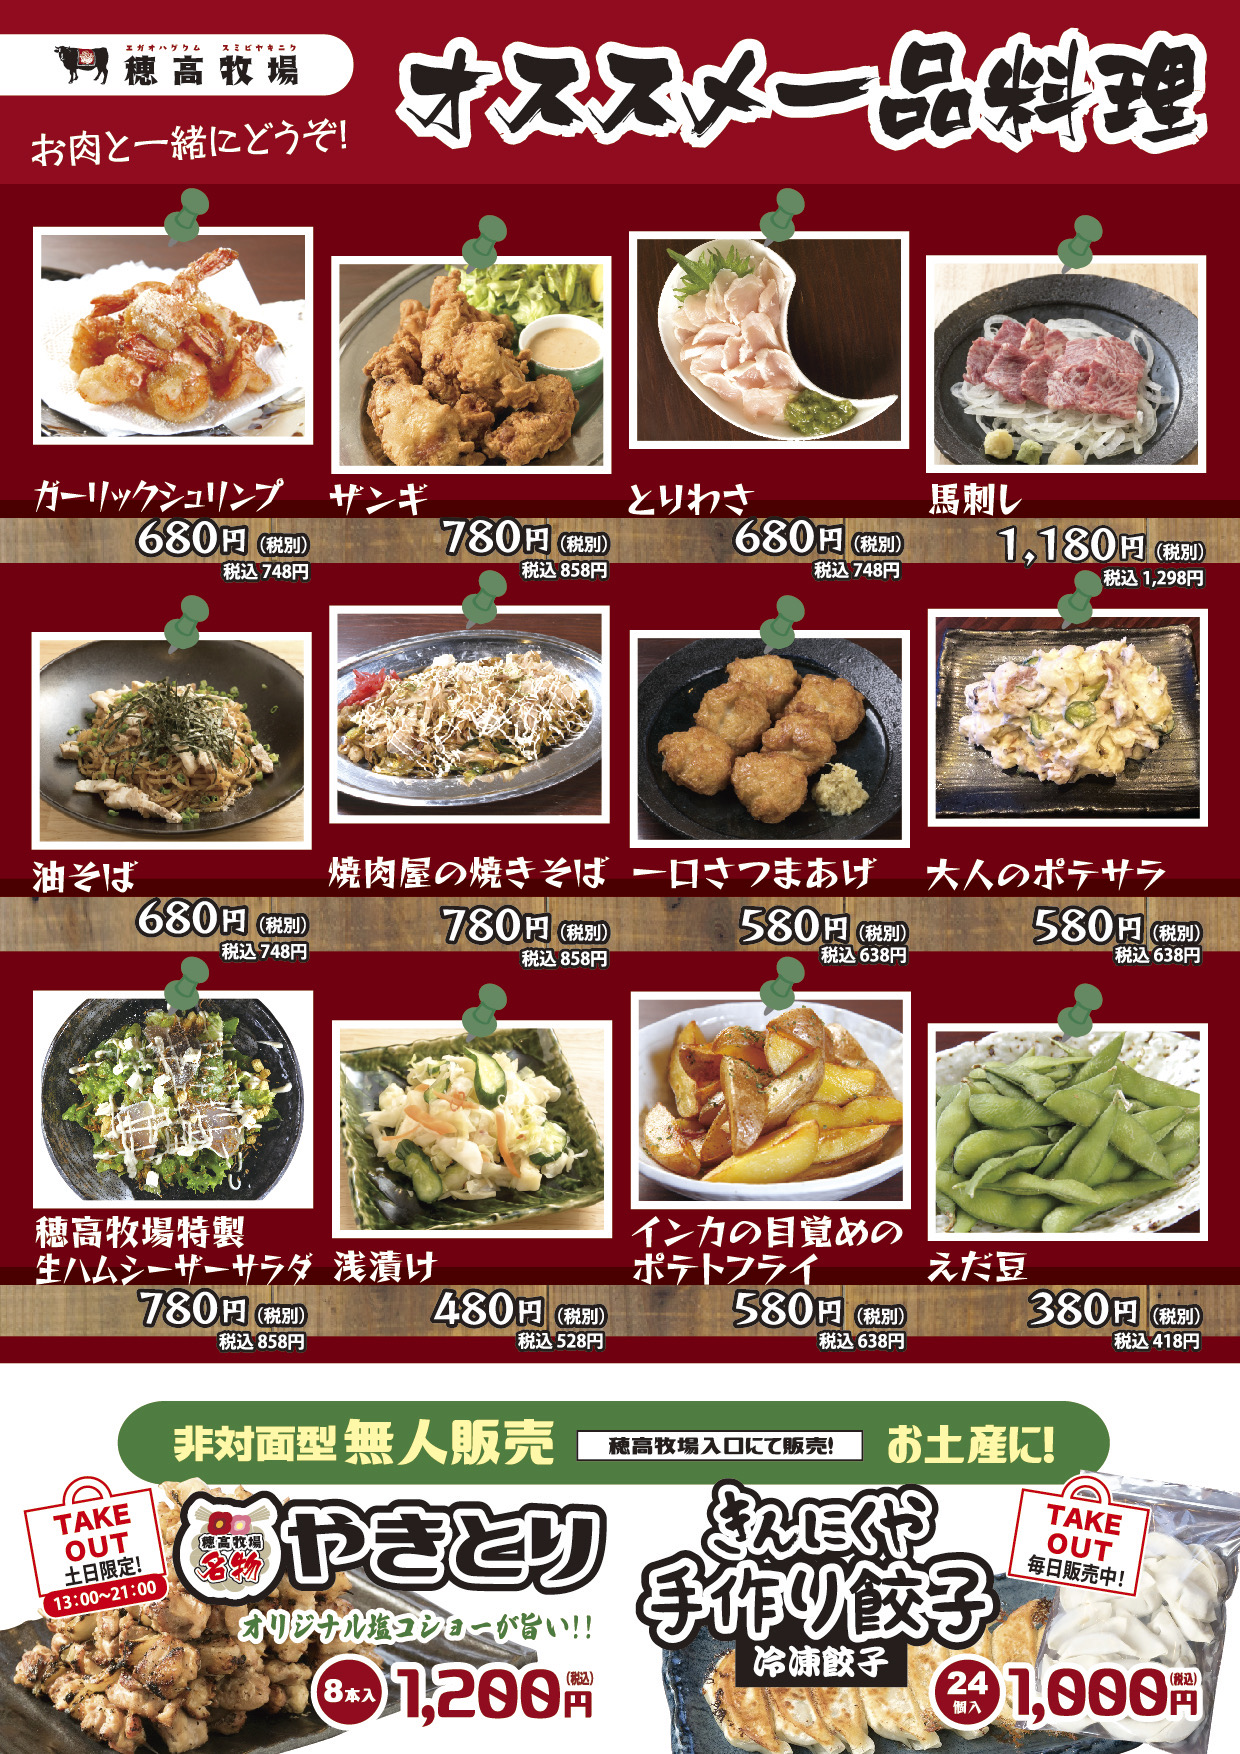 エガオハグクム スミビヤキニク
穂高牧場
オススメ一品料理
お肉と一緒にどうぞ!
ガーリックシュリンプ
680円(税別)
税込748円
ザンギ
780円(税別)
税込858円
とりわさ
680円(税別)
税込748円
馬刺し
1,180円(税別)
税込1,298円
油そば
680円(税別)
税込748円
焼肉屋の焼きそば
780円(税別)
税込858円
一口さつまあげ
580円(税別)
税込638円
大人のポテサラ
580円(税別)
税込638円
穂高牧場特製
生ハムシーザーサラダ
780円(税別)
税込858円
浅漬け
480円(税別)
税込528円
インカの目覚めの
ポテトフライ
580円(税別)
税込638円
えだ豆
380円(税別)
税込418円
非対面型 無人販売 穂高牧場入口にて販売! お土産に!
TAKE
OUT
土日限定!
13:00~21:00
穂高牧場
名物
やきとり
オリジナル塩コショーが旨い!!
8本入 1,200円(税込)
きんにくや
手作り餃子
冷凍餃子
TAKE
OUT
毎日販売中!
24
個入
1,000円(税込)